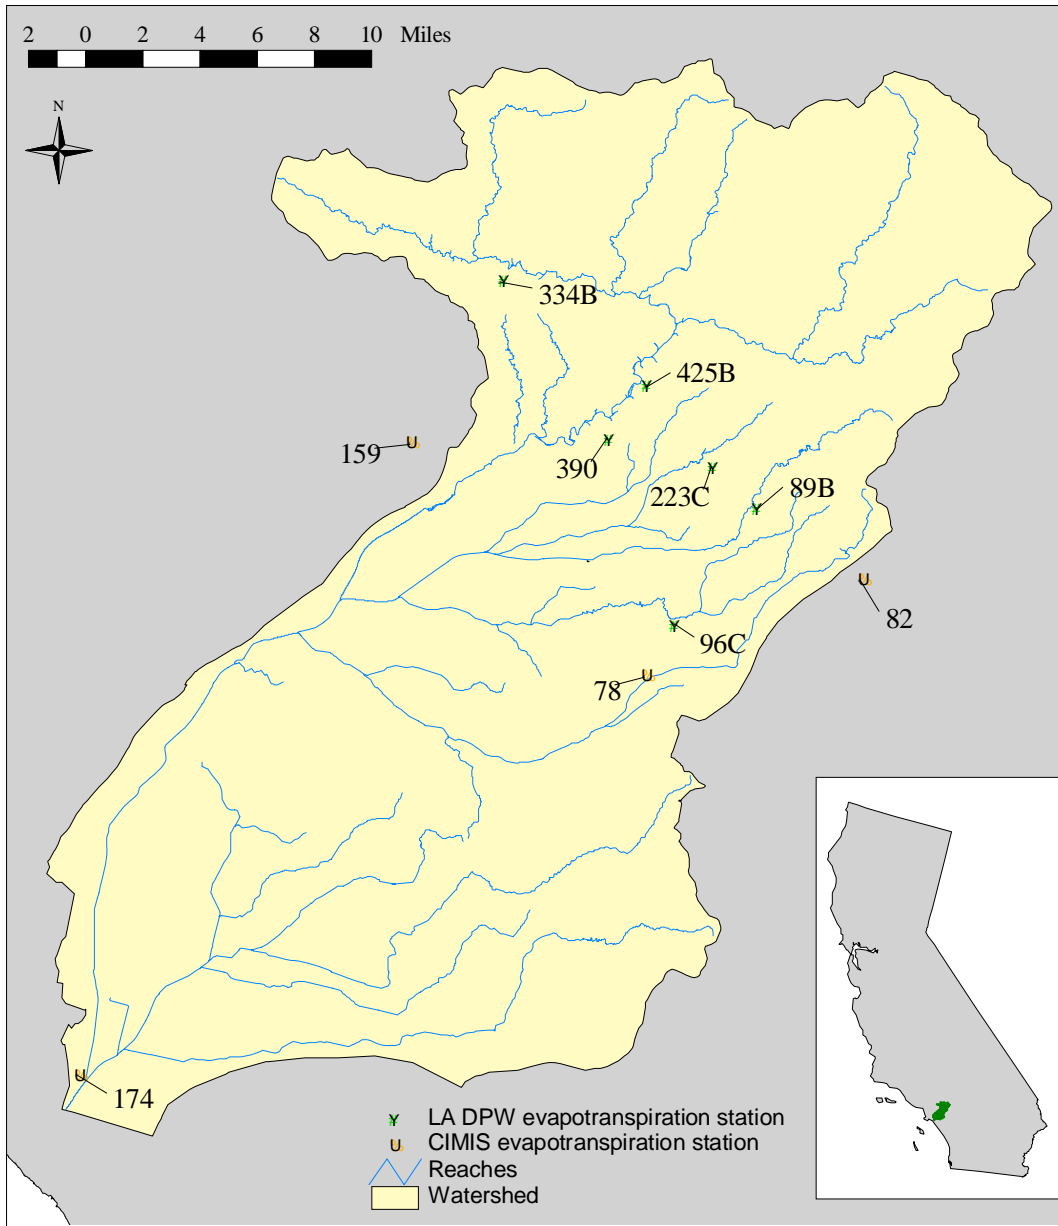 2 0 2 4 6 8 10 Miles
N
334B
425B
159
390
223C
89B
82
96C
78
174
Y LA DPW evapotranspiration station
U CIMIS evapotranspiration station
Reaches
Watershed